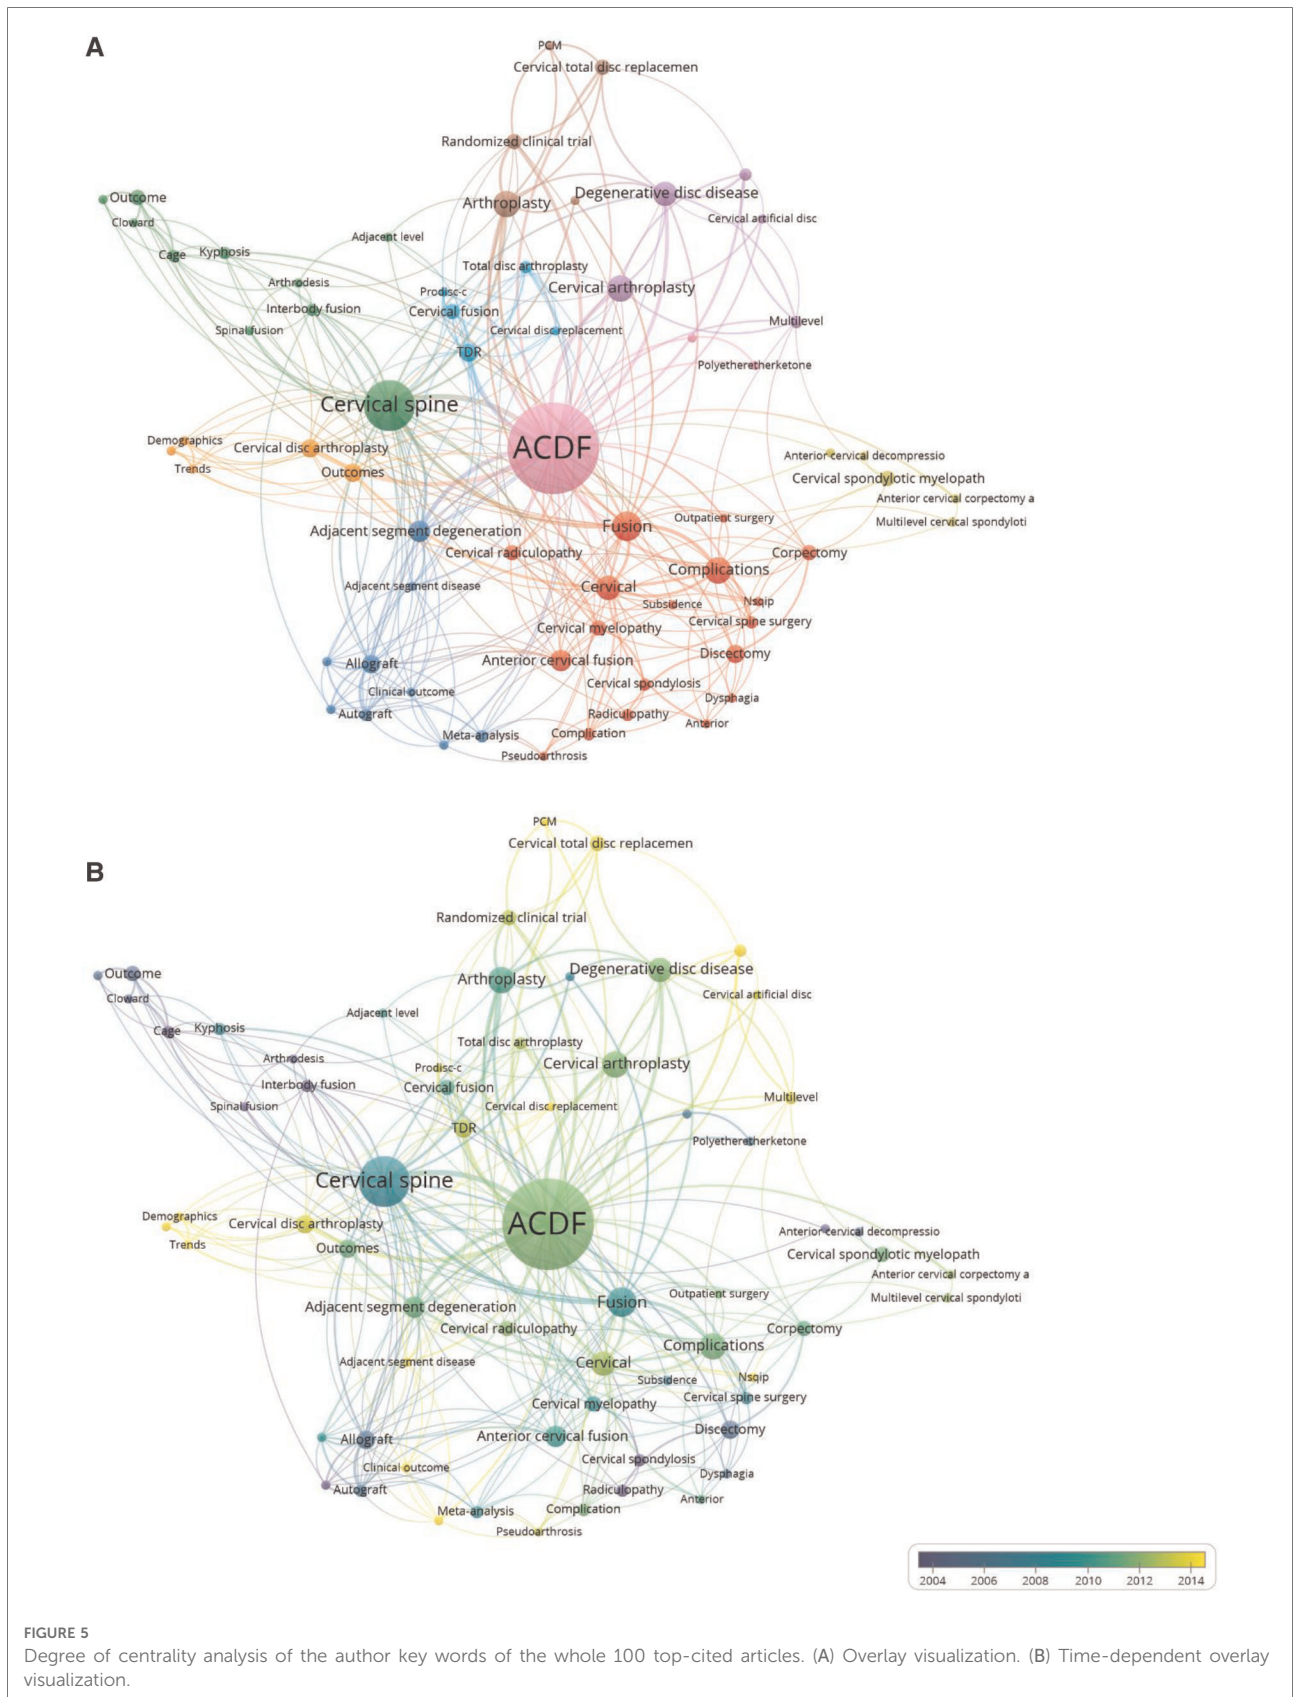 A
PCM
Cervical total disc replacemen
Randomized clinical trial
Degenerative disc disease
Outcome
Arthroplasty
Cloward
Cervical artificial disc
Adjacent level
Cage
Kyphosis
Total disc arthroplasty
Arthrodesis
Cervical arthroplasty
Prodisc-c
Interbody fusion
Cervical fusion
Multilevel
Spinal fusion
Cervical disc replacement
TDR
Polyetheretherketone
Cervical spine
Demographics
Cervical disc arthroplasty
ACDF
Anterior cervical decompressio
Trends
Outcomes
Cervical spondylotic myelopath
Anterior cervical corpectomy a
Outpatient surgery
Multilevel cervical spondyloti
Adjacent segment degeneration
Fusion
Cervical radiculopathy
Corpectomy
Complications
Adjacent segment disease
Cervical
Subsidence
Nsqip
Cervical myelopathy
Cervical spine surgery
Allograft
Anterior cervical fusion
Discectomy
Clinical outcome
Cervical spondylosis
Dysphagia
Autograft
Radiculopathy
Anterior
Meta-analysis
Complication
Pseudoarthrosis
B
PCM
Cervical total disc replacemen
Randomized clinical trial
Outcome
Arthroplasty
Degenerative disc disease
Cloward
Cervical artificial disc
Adjacent level
Cage
Kyphosis
Total disc arthroplasty
Arthrodesis
Cervical arthroplasty
Prodisc-c
Interbody fusion
Cervical fusion
Multilevel
Spinal fusion
Cervical disc replacement
TDR
Polyetheretherketone
Cervical spine
Demographics
Cervical disc arthroplasty
ACDF
Anterior cervical decompressio
Trends
Outcomes
Cervical spondylotic myelopath
Anterior cervical corpectomy a
Outpatient surgery
Multilevel cervical spondyloti
Adjacent segment degeneration
Fusion
Cervical radiculopathy
Corpectomy
Complications
Adjacent segment disease
Cervical
Subsidence
Nsqip
Cervical myelopathy
Cervical spine surgery
Allograft
Anterior cervical fusion
Discectomy
Clinical outcome
Cervical spondylosis
Dysphagia
Autograft
Radiculopathy
Anterior
Meta-analysis
Complication
Pseudoarthrosis
2004 2006 2008 2010 2012 2014
FIGURE 5
Degree of centrality analysis of the author key words of the whole 100 top-cited articles. (A) Overlay visualization. (B) Time-dependent overlay
visualization.